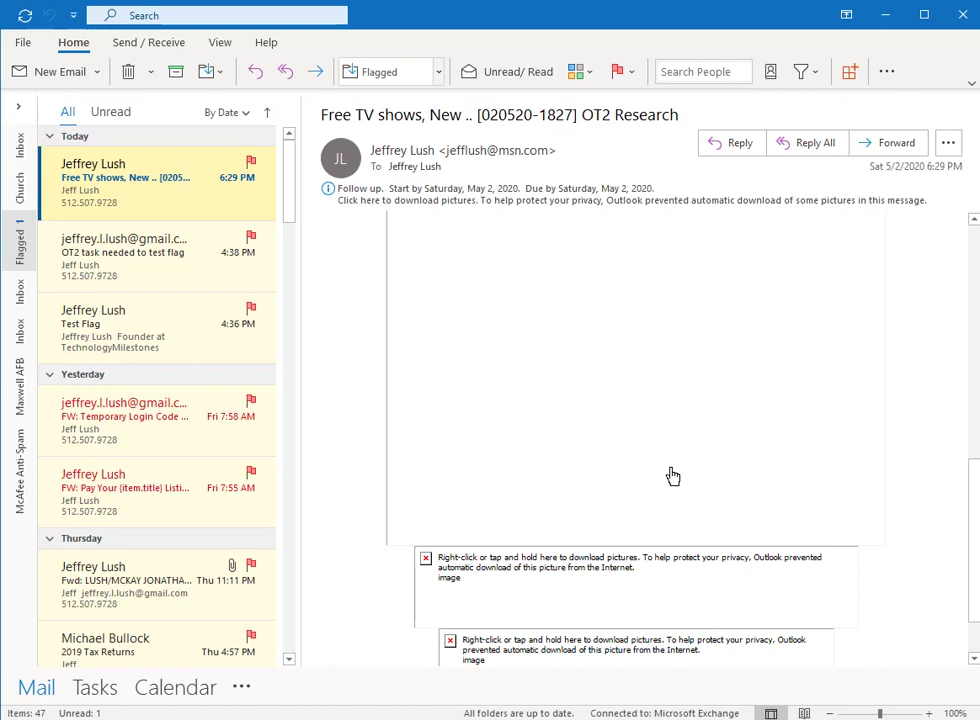 Search
File Home Send / Receive View Help
New Email Flagged Unread/ Read Search People
All Unread By Date
Free TV shows, New .. [020520-1827] OT2 Research
Today
Jeffrey Lush
Free TV shows, New .. [0205... 6:29 PM
Jeff Lush
512.507.9728
jeffrey.l.lush@gmail.c...
OT2 task needed to test flag 4:38 PM
Jeff Lush
512.507.9728
Jeffrey Lush
Test Flag 4:36 PM
Jeffrey Lush Founder at
TechnologyMilestones
Yesterday
jeffrey.l.lush@gmail.c...
FW: Temporary Login Code ... Fri 7:58 AM
Jeff Lush
512.507.9728
Jeffrey Lush
FW: Pay Your {item.title} Listi... Fri 7:55 AM
Jeff Lush
512.507.9728
Thursday
Jeffrey Lush
Fwd: LUSH/MCKAY JONATHA... Thu 11:11 PM
Jeff jeffrey.l.lush@gmail.com
512.507.9728
Michael Bullock
2019 Tax Returns Thu 4:57 PM
Jeff
Inbox
Church
Flagged 1
Inbox
Inbox
Maxwell AFB
McAfee Anti-Spam
JL
Jeffrey Lush <jefflush@msn.com>
To Jeffrey Lush
Reply Reply All Forward
Sat 5/2/2020 6:29 PM
Follow up. Start by Saturday, May 2, 2020. Due by Saturday, May 2, 2020.
Click here to download pictures. To help protect your privacy, Outlook prevented automatic download of some pictures in this message.
Right-click or tap and hold here to download pictures. To help protect your privacy, Outlook prevented
automatic download of this picture from the Internet.
image
Right-click or tap and hold here to download pictures. To help protect your privacy, Outlook
prevented automatic download of this picture from the Internet.
image
Mail Tasks Calendar
Items: 47 Unread: 1 All folders are up to date. Connected to: Microsoft Exchange 100%